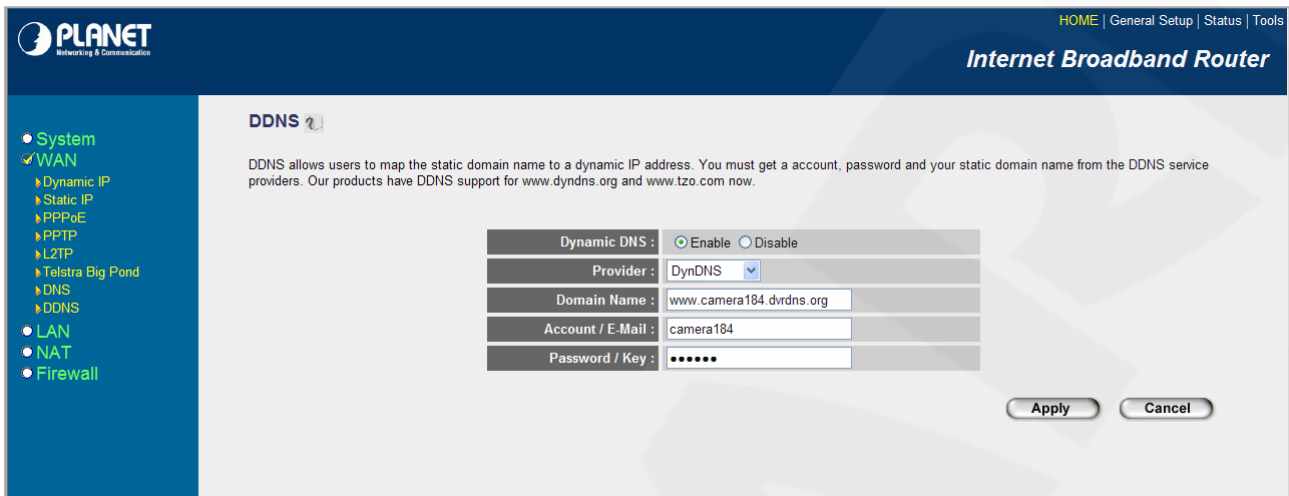 PLANET
Networking & Communication
HOME | General Setup | Status | Tools
Internet Broadband Router
System
WAN
Dynamic IP
Static IP
PPPoE
PPTP
L2TP
Telstra Big Pond
DNS
DDNS
LAN
NAT
Firewall
DDNS
DDNS allows users to map the static domain name to a dynamic IP address. You must get a account, password and your static domain name from the DDNS service
providers. Our products have DDNS support for www.dyndns.org and www.tzo.com now.
Dynamic DNS : Enable Disable
Provider : DynDNS
Domain Name : www.camera184.dvrdns.org
Account / E-Mail : camera184
Password / Key : ••••••
Apply Cancel